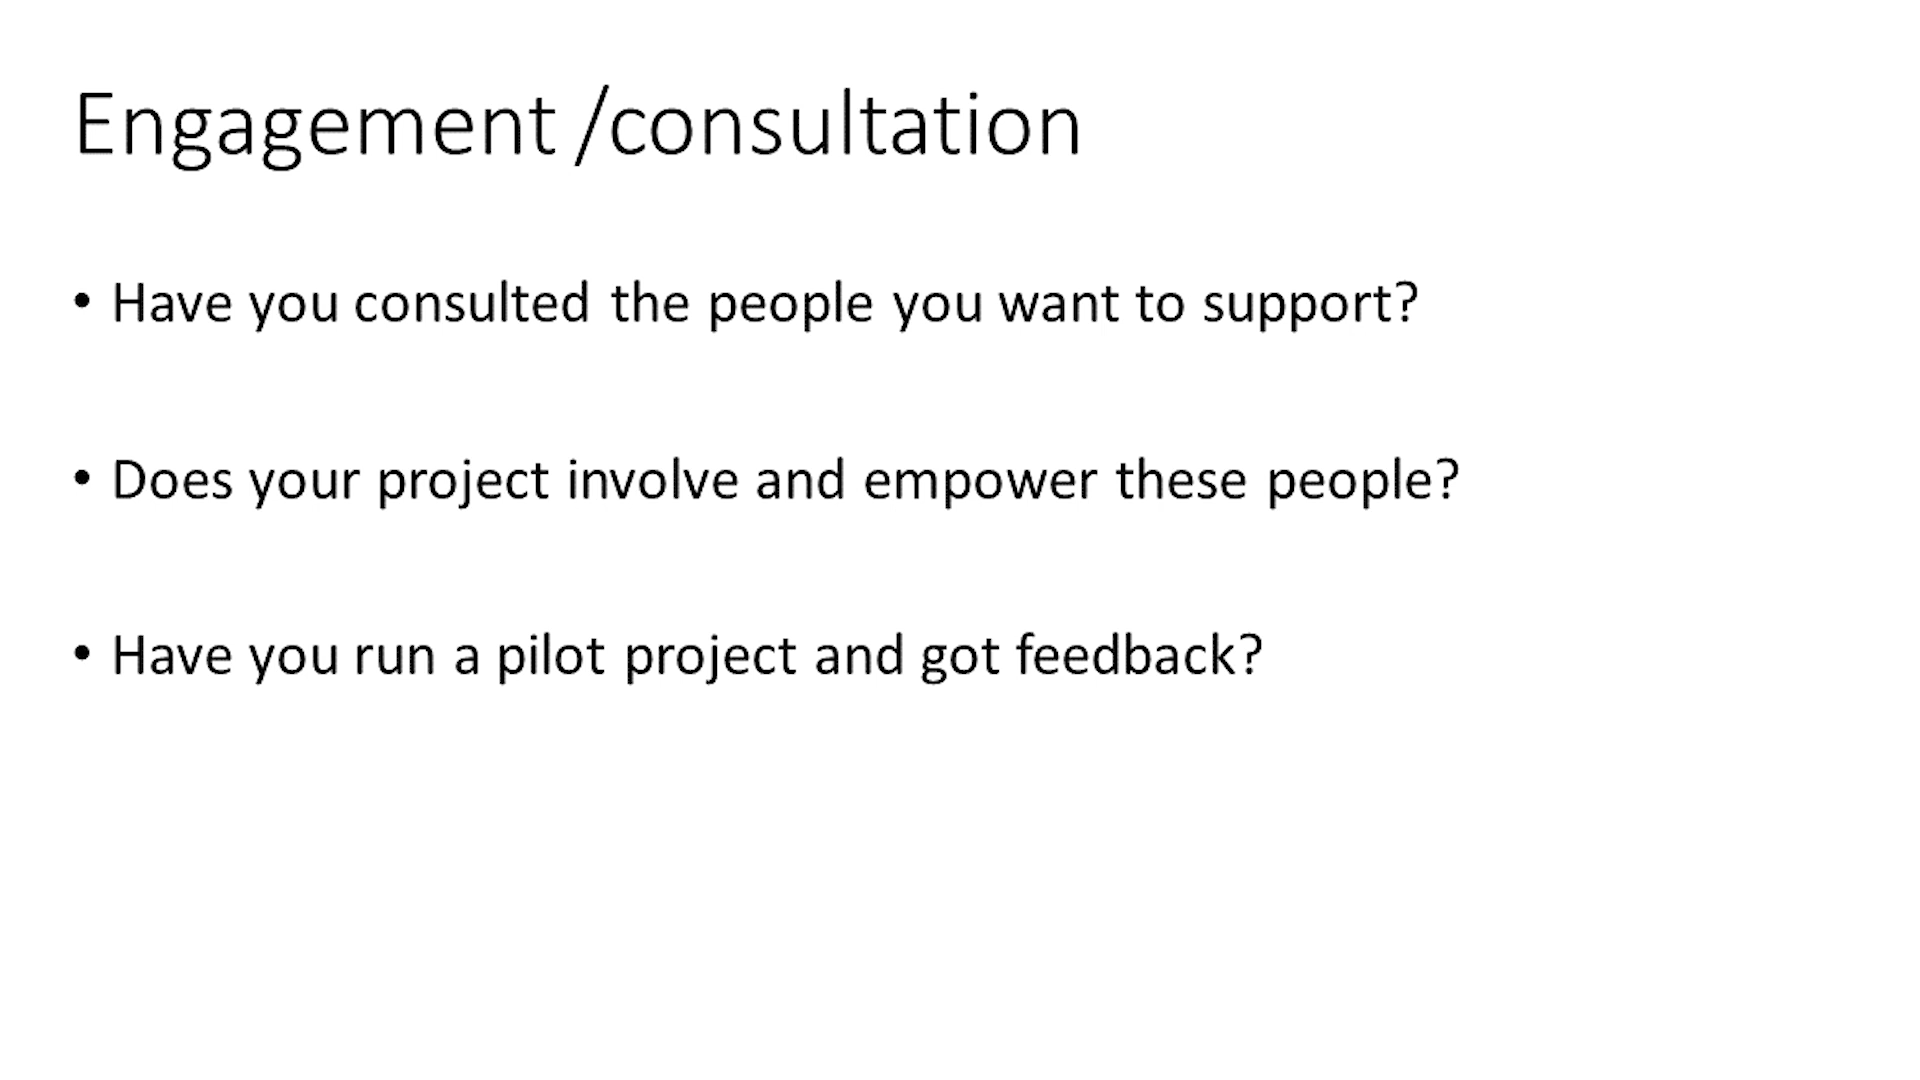 Engagement /consultation
• Have you consulted the people you want to support?
• Does your project involve and empower these people?
• Have you run a pilot project and got feedback?